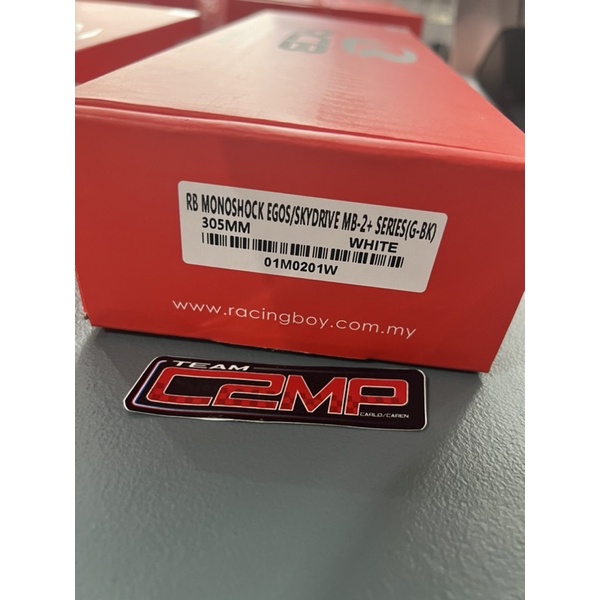 RB MONOSHOCK EGOS/SKYDRIVE MB-2+ SERIES(G-BK)
305MM WHITE
01M0201W
www.racingboy.com.my
TEAM
C2MP
CARLO/CAREN